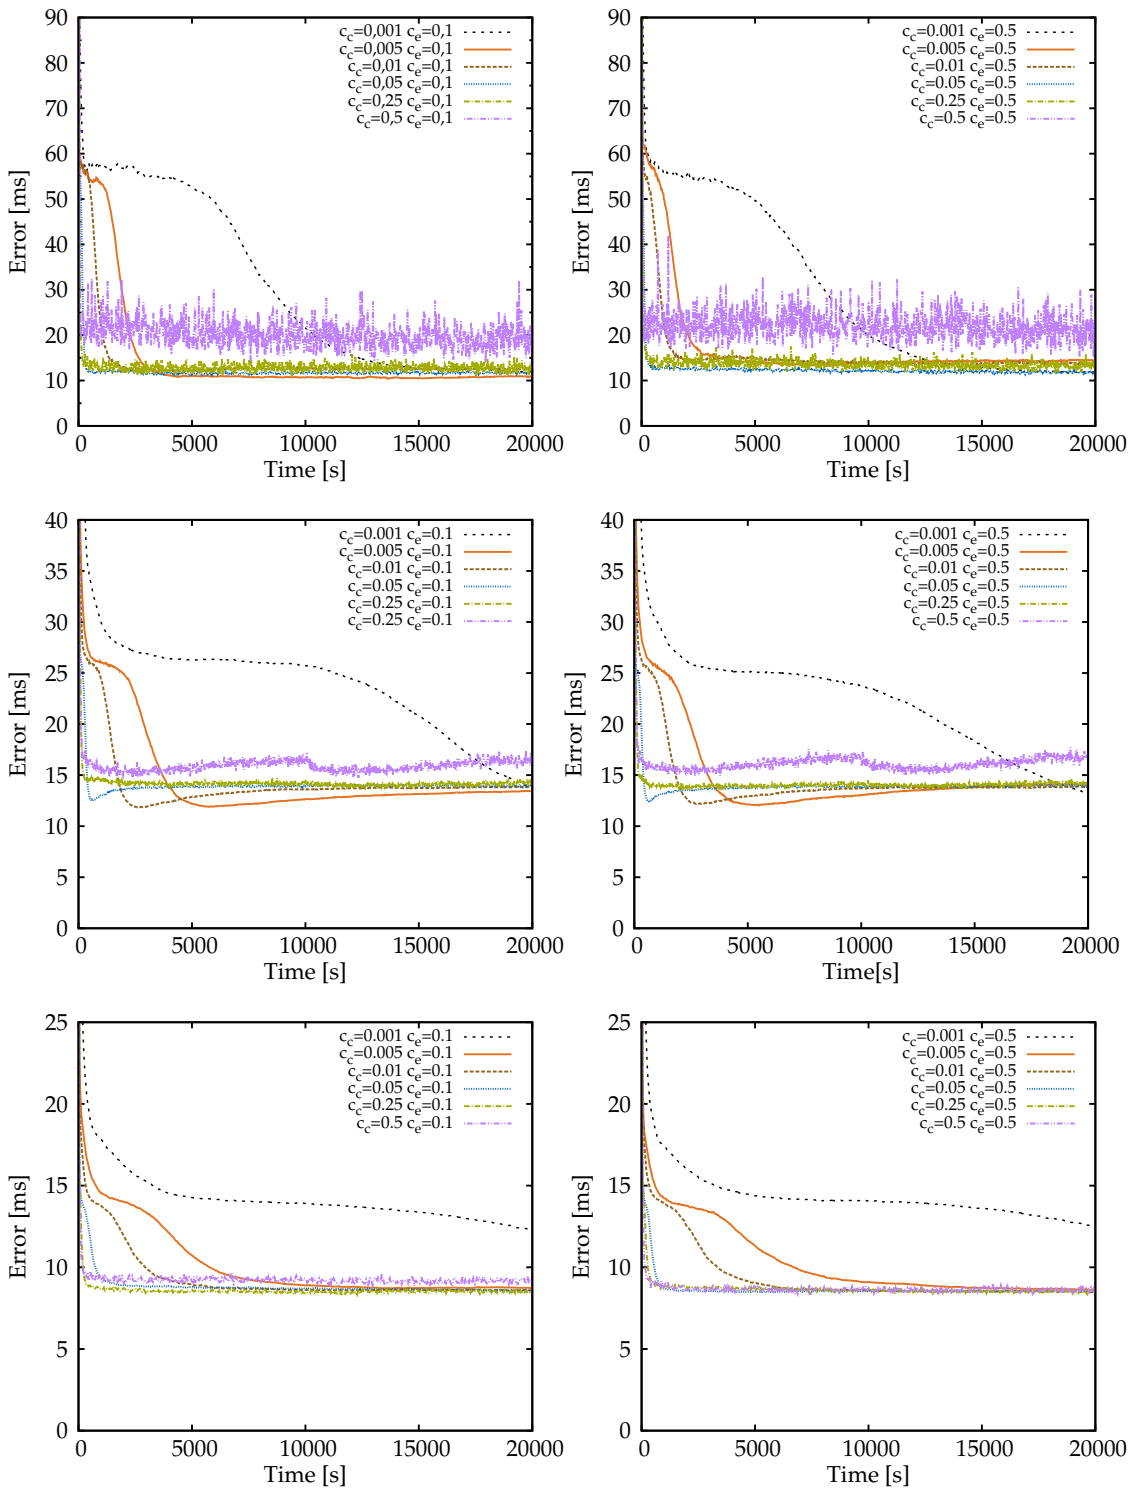 90
80
70
60
50
40
30
20
10
0
Error [ms]
c_c=0,001 c_e=0,1
c_c=0,005 c_e=0,1
c_c=0,01 c_e=0,1
c_c=0,05 c_e=0,1
c_c=0,25 c_e=0,1
c_c=0,5 c_e=0,1
0 5000 10000 15000 20000
Time [s]
90
80
70
60
50
40
30
20
10
0
Error [ms]
c_c=0.001 c_e=0.5
c_c=0.005 c_e=0.5
c_c=0.01 c_e=0.5
c_c=0.05 c_e=0.5
c_c=0.25 c_e=0.5
c_c=0.5 c_e=0.5
0 5000 10000 15000 20000
Time [s]
40
35
30
25
20
15
10
5
0
Error [ms]
c_c=0.001 c_e=0.1
c_c=0.005 c_e=0.1
c_c=0.01 c_e=0.1
c_c=0.05 c_e=0.1
c_c=0.25 c_e=0.1
c_c=0.25 c_e=0.1
0 5000 10000 15000 20000
Time [s]
40
35
30
25
20
15
10
5
0
Error [ms]
c_c=0.001 c_e=0.5
c_c=0.005 c_e=0.5
c_c=0.01 c_e=0.5
c_c=0.05 c_e=0.5
c_c=0.25 c_e=0.5
c_c=0.5 c_e=0.5
0 5000 10000 15000 20000
Time[s]
25
20
15
10
5
0
Error [ms]
c_c=0.001 c_e=0.1
c_c=0.005 c_e=0.1
c_c=0.01 c_e=0.1
c_c=0.05 c_e=0.1
c_c=0.25 c_e=0.1
c_c=0.5 c_e=0.1
0 5000 10000 15000 20000
Time [s]
25
20
15
10
5
0
Error [ms]
c_c=0.001 c_e=0.5
c_c=0.005 c_e=0.5
c_c=0.01 c_e=0.5
c_c=0.05 c_e=0.5
c_c=0.25 c_e=0.5
c_c=0.5 c_e=0.5
0 5000 10000 15000 20000
Time [s]